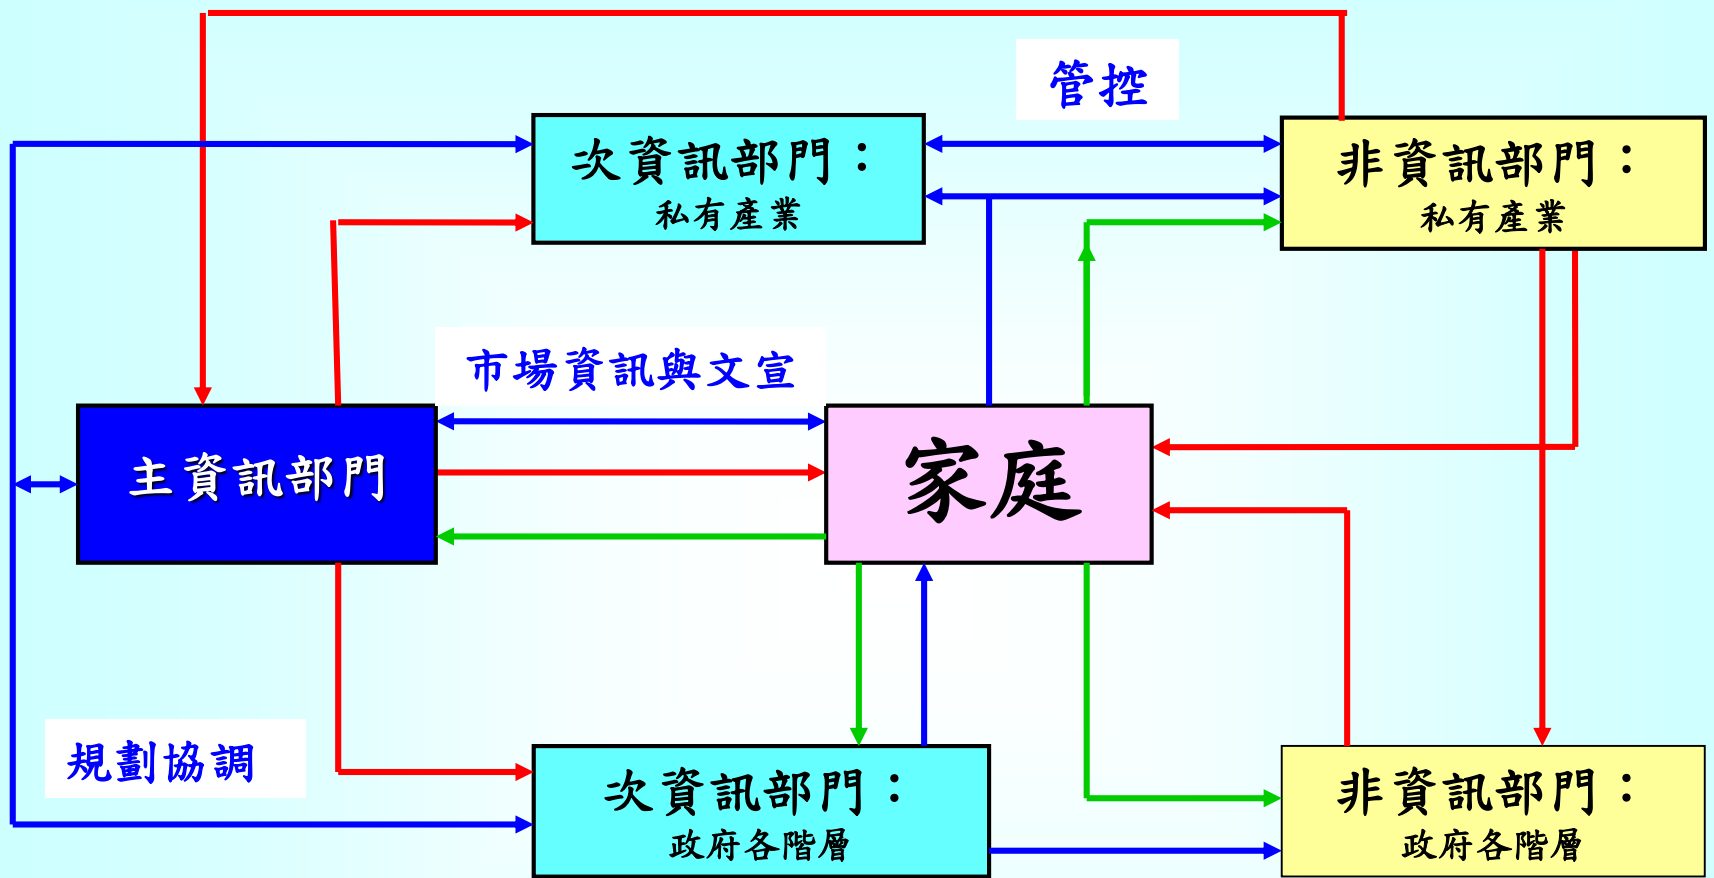 管控
次資訊部門：
私有產業
非資訊部門：
私有產業
市場資訊與文宣
主資訊部門
家庭
規劃協調
次資訊部門：
政府各階層
非資訊部門：
政府各階層